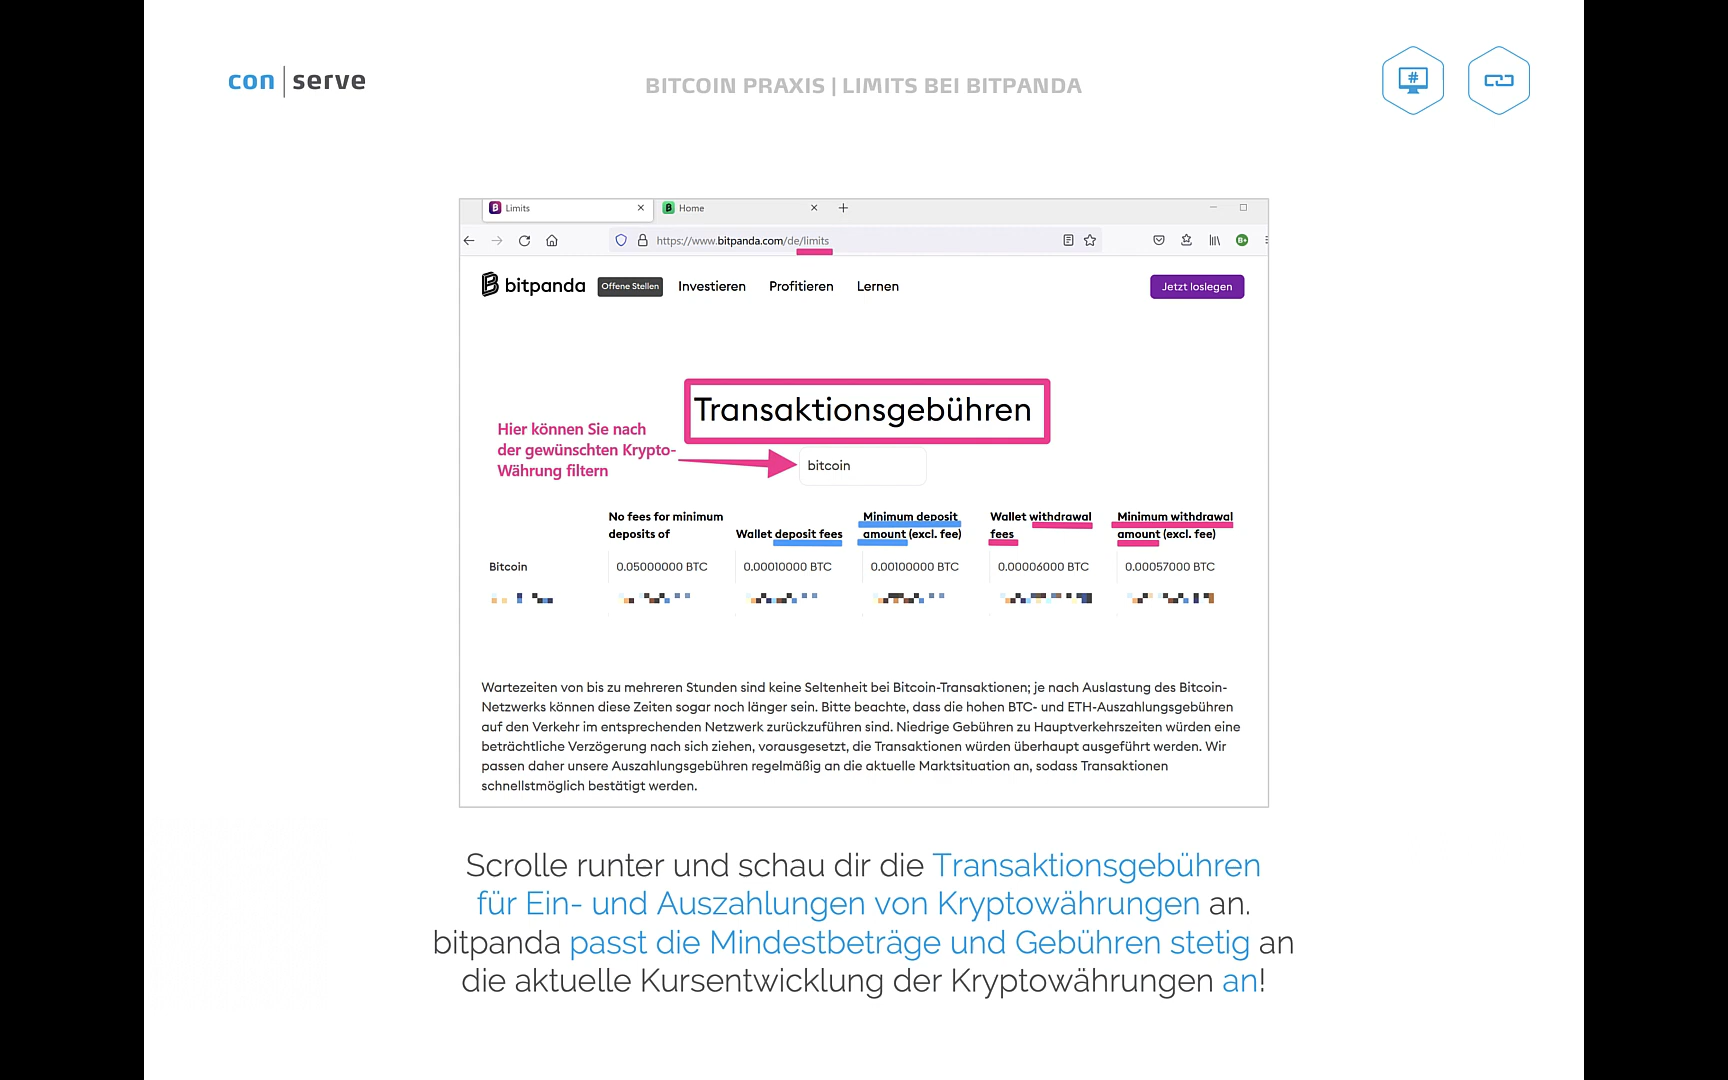 con serve
BITCOIN PRAXIS | LIMITS BEI BITPANDA
Limits
Home
https://www.bitpanda.com/de/limits
bitpanda
Offene Stellen
Investieren
Profitieren
Lernen
Jetzt loslegen
Transaktionsgebühren
Hier können Sie nach
der gewünschten Krypto-
Währung filtern
bitcoin
No fees for minimum
deposits of
Wallet deposit fees
Minimum deposit
amount (excl. fee)
Wallet withdrawal
fees
Minimum withdrawal
amount (excl. fee)
Bitcoin 0.05000000 BTC 0.00010000 BTC 0.00100000 BTC 0.00006000 BTC 0.00057000 BTC
Wartezeiten von bis zu mehreren Stunden sind keine Seltenheit bei Bitcoin-Transaktionen; je nach Auslastung des Bitcoin-
Netzwerks können diese Zeiten sogar noch länger sein. Bitte beachte, dass die hohen BTC- und ETH-Auszahlungsgebühren
auf den Verkehr im entsprechenden Netzwerk zurückzuführen sind. Niedrige Gebühren zu Hauptverkehrszeiten würden eine
beträchtliche Verzögerung nach sich ziehen, vorausgesetzt, die Transaktionen würden überhaupt ausgeführt werden. Wir
passen daher unsere Auszahlungsgebühren regelmäßig an die aktuelle Marktsituation an, sodass Transaktionen
schnellstmöglich bestätigt werden.
Scrolle runter und schau dir die Transaktionsgebühren
für Ein- und Auszahlungen von Kryptowährungen an.
bitpanda passt die Mindestbeträge und Gebühren stetig an
die aktuelle Kursentwicklung der Kryptowährungen an!